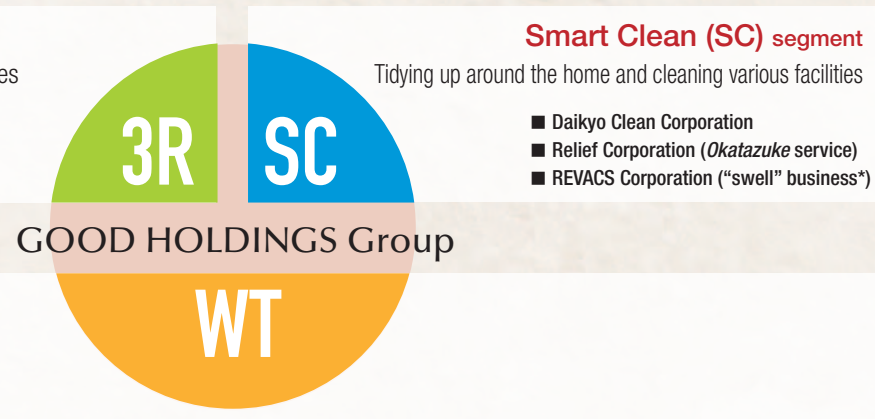 Smart Clean (SC) segment
es
Tidying up around the home and cleaning various facilities
■ Daikyo Clean Corporation
■ Relief Corporation (Okatazuke service)
■ REVACS Corporation (“swell” business*)
3R
SC
GOOD HOLDINGS Group
WT